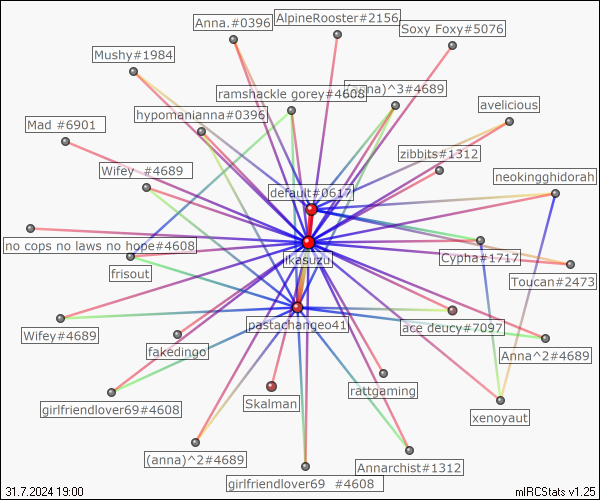 Anna.#0396
AlpineRooster#2156
Soxy Foxy#5076
Mushy#1984
ramshackle gorey#4608
)^3#4689
hypomanianna#0396
avelicious
Mad #6901
zibbits#1312
Wifey #4689
default#0617
neokingghidorah
no cops no laws no hope#4608
ikasuzu
Cypha#1717
frisout
Toucan#2473
Wifey#4689
pastachangeo41
ace deucy#7097
fakedingo
Anna^2#4689
girlfriendlover69#4608
Skalman
rattgaming
xenoyaut
(anna)^2#4689
Annarchist#1312
girlfriendlover69 #4608
31.7.2024 19:00
mIRCStats v1.25